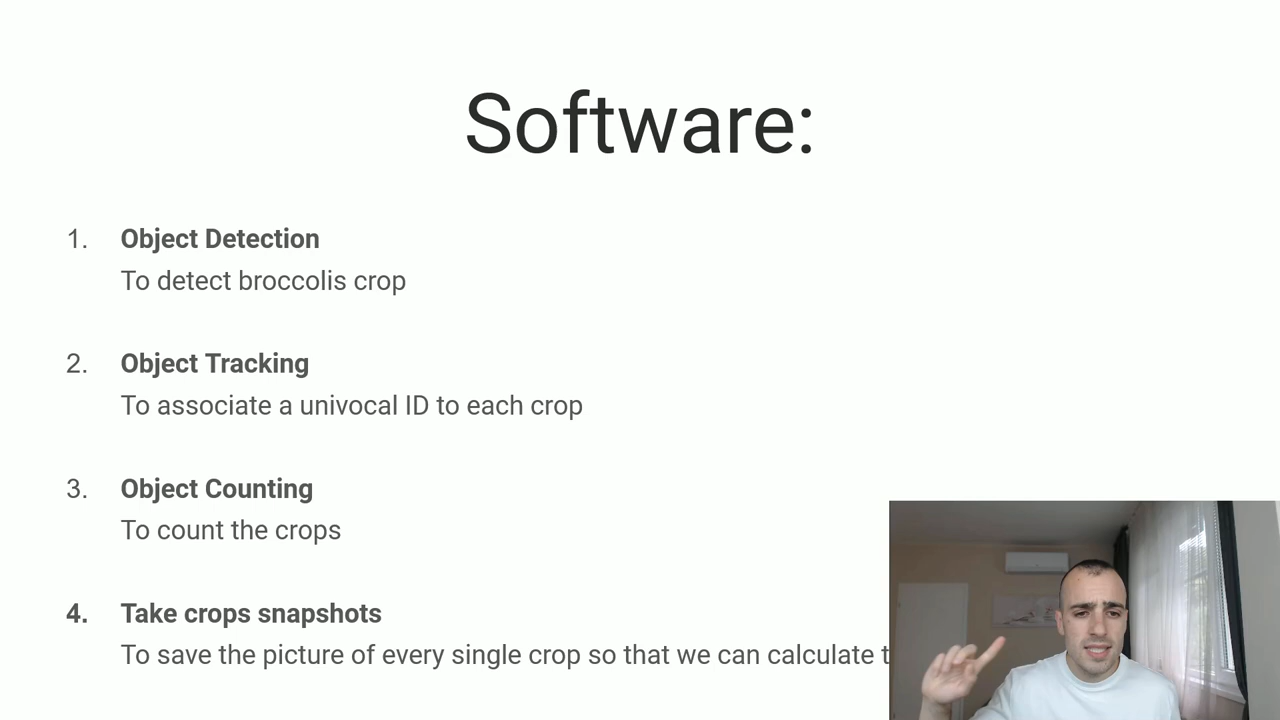 Software:
1. Object Detection
To detect broccolis crop
2. Object Tracking
To associate a univocal ID to each crop
3. Object Counting
To count the crops
4. Take crops snapshots
To save the picture of every single crop so that we can calculate